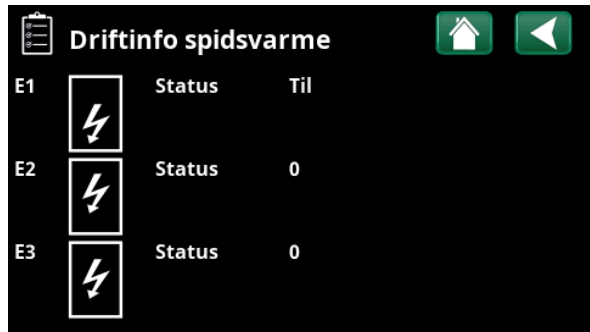 Driftinfo spidsvarme
E1 Status Til
E2 Status 0
E3 Status 0